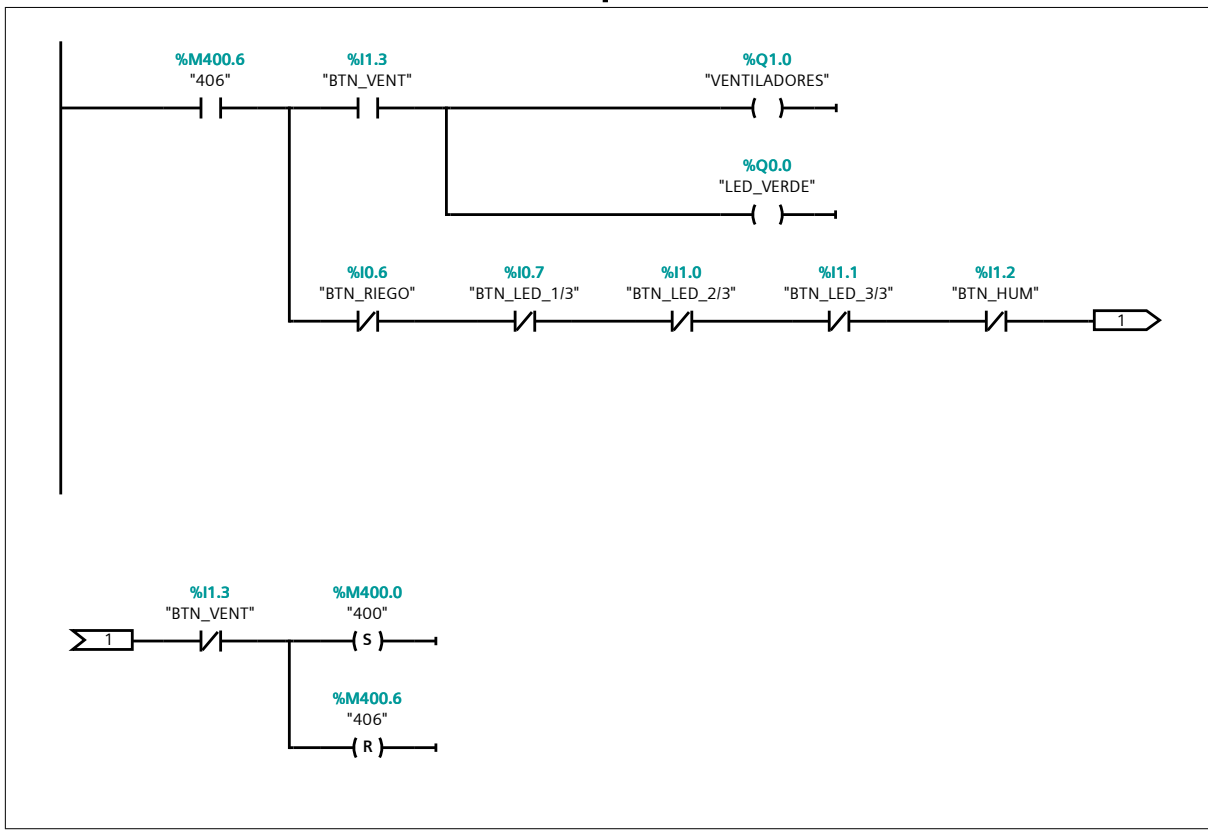 %M400.6 %I1.3 %Q1.0
"406" "BTN_VENT" "VENTILADORES"
%Q0.0
"LED_VERDE"
%I0.6 %I0.7 %I1.0 %I1.1 %I1.2
"BTN_RIEGO" "BTN_LED_1/3" "BTN_LED_2/3" "BTN_LED_3/3" "BTN_HUM"
1
%I1.3 %M400.0
"BTN_VENT" "400"
1 S
%M400.6
"406"
R